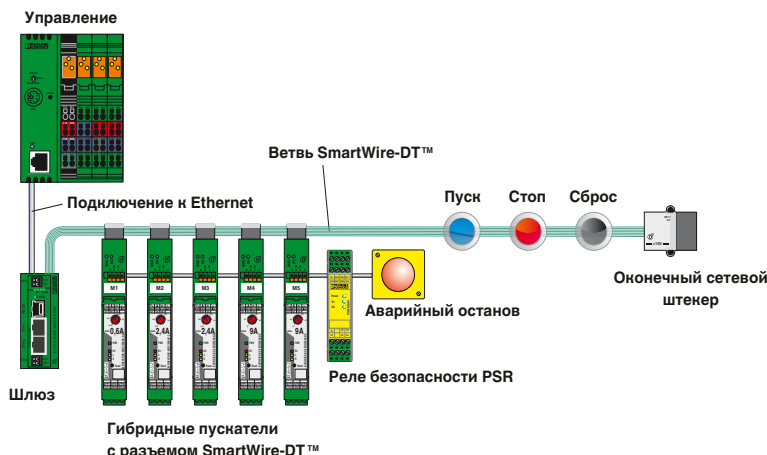 Управление
Ветвь SmartWire-DT™
Пуск Стоп Сброс
Подключение к Ethernet
M1 M2 M3 M4 M5
Оконечный сетевой
штекер
Аварийный останов
0,6A 2,4A 2,4A 9A 9A
Реле безопасности PSR
Шлюз
Гибридные пускатели
с разъемом SmartWire-DT™